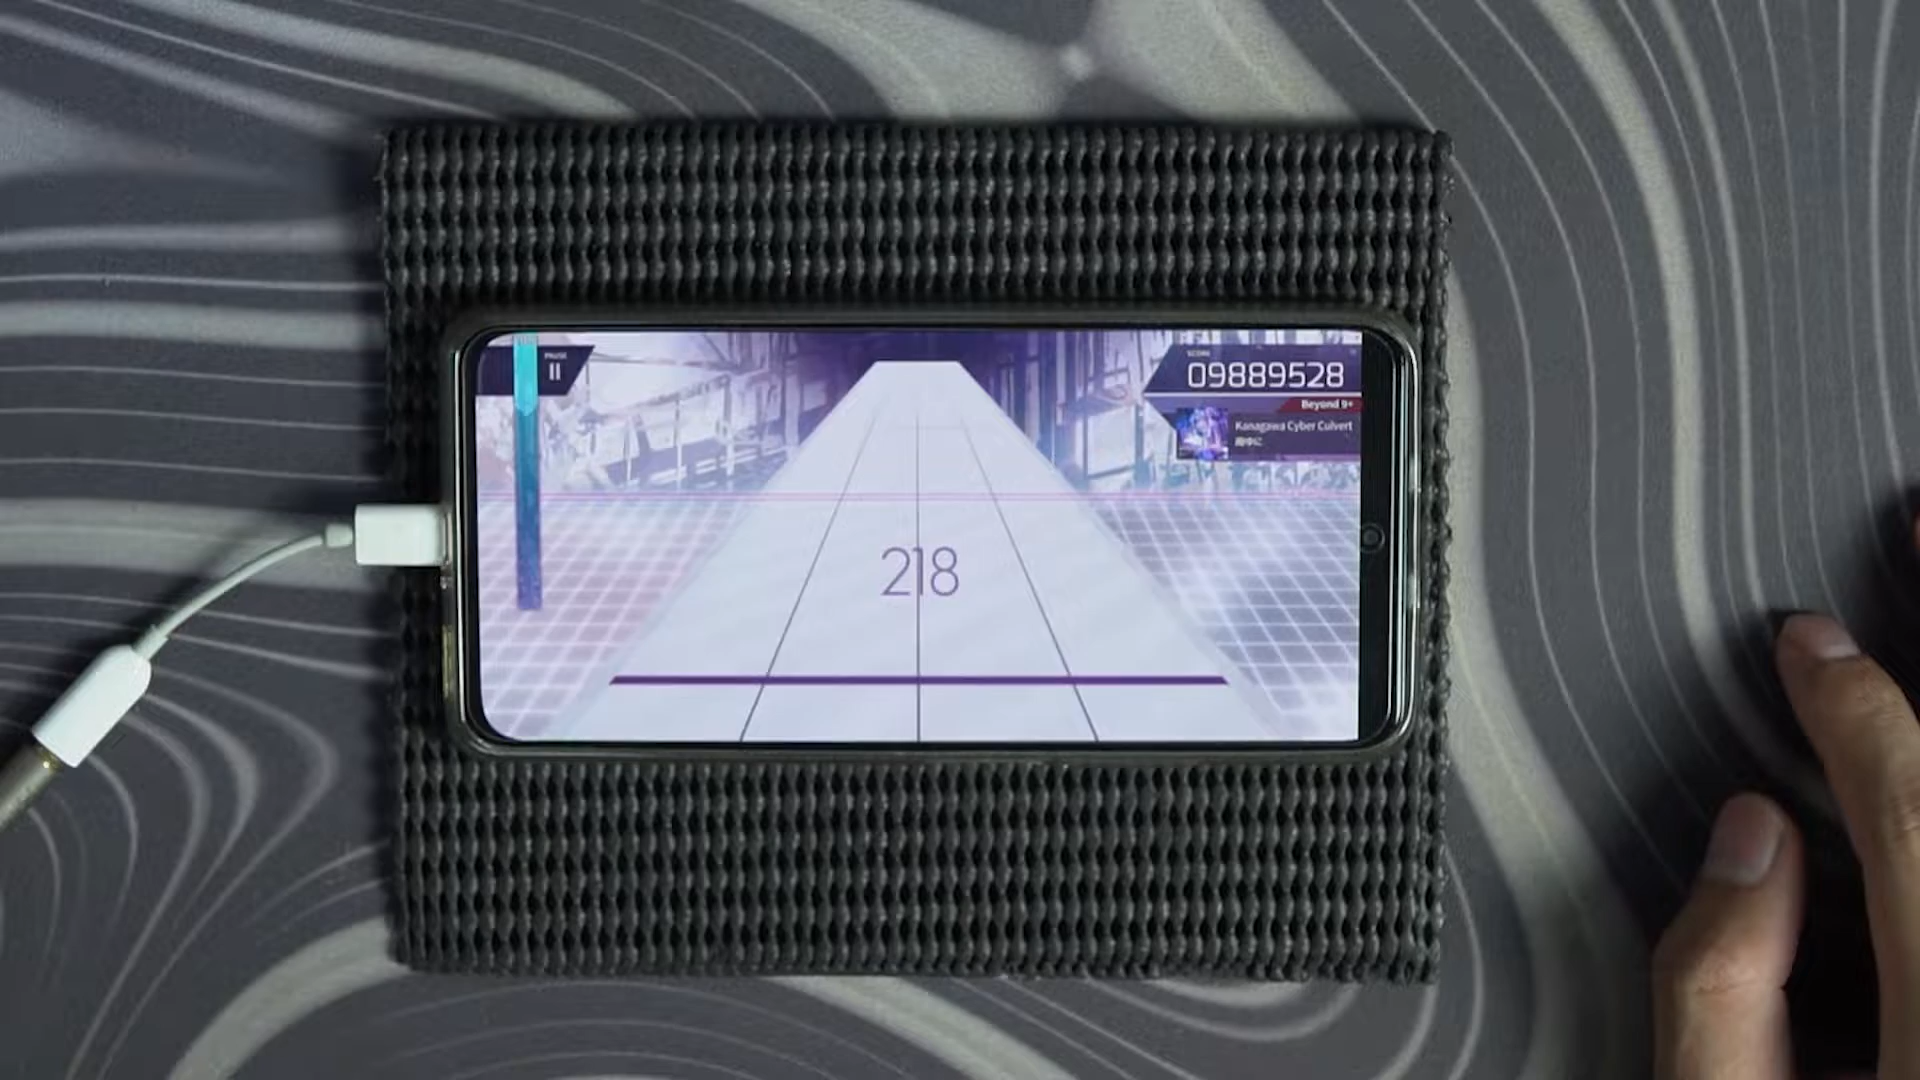 PAUSE
SCORE
09889528
Beyond 9+
Kanagawa Cyber Culvert
218